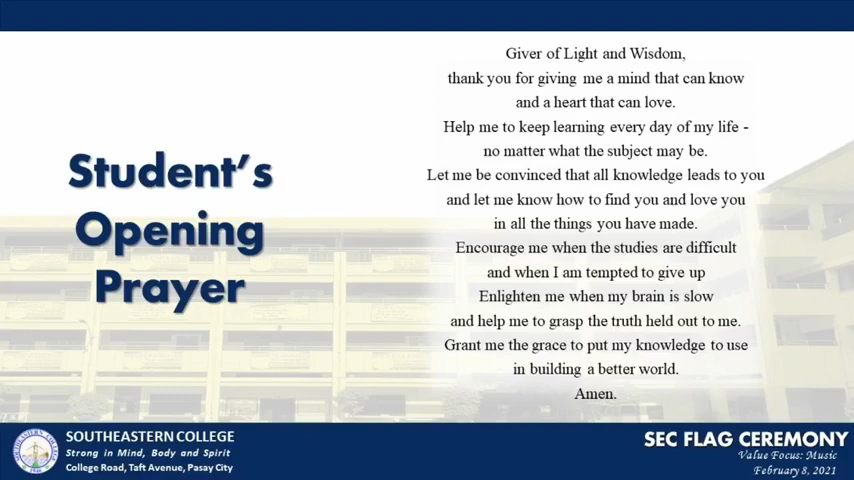 Student's
Opening
Prayer
Giver of Light and Wisdom,
thank you for giving me a mind that can know
and a heart that can love.
Help me to keep learning every day of my life -
no matter what the subject may be.
Let me be convinced that all knowledge leads to you
and let me know how to find you and love you
in all the things you have made.
Encourage me when the studies are difficult
and when I am tempted to give up
Enlighten me when my brain is slow
and help me to grasp the truth held out to me.
Grant me the grace to put my knowledge to use
in building a better world.
Amen.
SOUTHEASTERN COLLEGE
Strong in Mind, Body and Spirit
College Road, Taft Avenue, Pasay City
SEC FLAG CEREMONY
Value Focus: Music
February 8, 2021